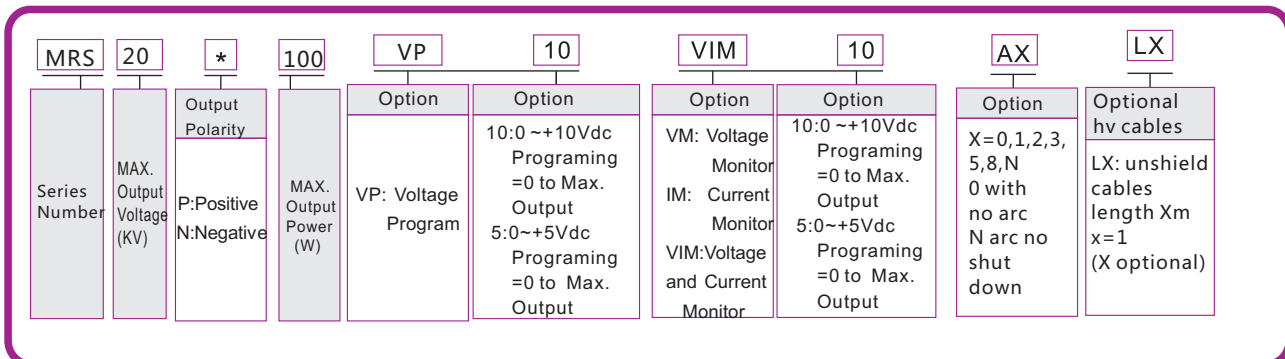 MRS 20 * 100 VP 10 VIM 10 AX LX
Series
Number
MAX.
Output
Voltage
(KV)
Output
Polarity
P:Positive
N:Negative
MAX.
Output
Power
(W)
Option
VP: Voltage
Program
Option
10:0 ~+10Vdc
Programing
=0 to Max.
Output
5:0~+5Vdc
Programing
=0 to Max.
Output
Option
VM: Voltage
Monitor
IM: Current
Monitor
VIM:Voltage
and Current
Monitor
Option
10:0 ~+10Vdc
Programing
=0 to Max.
Output
5:0~+5Vdc
Programing
=0 to Max.
Output
Option
X=0,1,2,3,
5,8,N
0 with
no arc
N arc no
shut
down
Optional
hv cables
LX: unshield
cables
length Xm
x=1
(X optional)